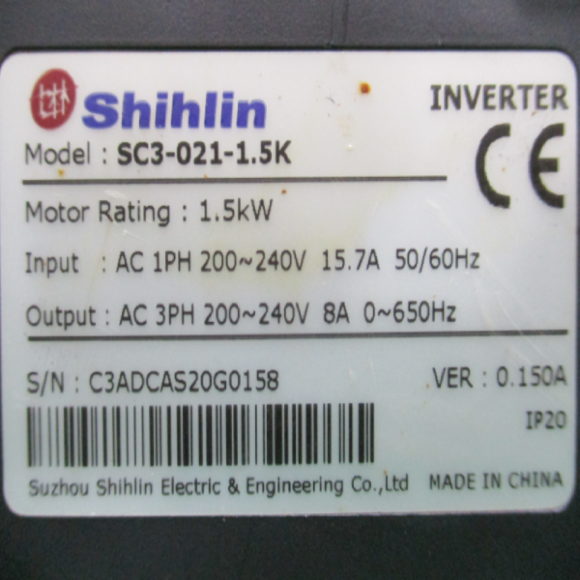 Shihlin
INVERTER
Model : SC3-021-1.5K
CE
Motor Rating : 1.5kW
Input : AC 1PH 200~240V 15.7A 50/60Hz
Output : AC 3PH 200~240V 8A 0~650Hz
S/N : C3ADCAS20G0158
VER : 0.150A
IP20
Suzhou Shihlin Electric & Engineering Co.,Ltd
MADE IN CHINA